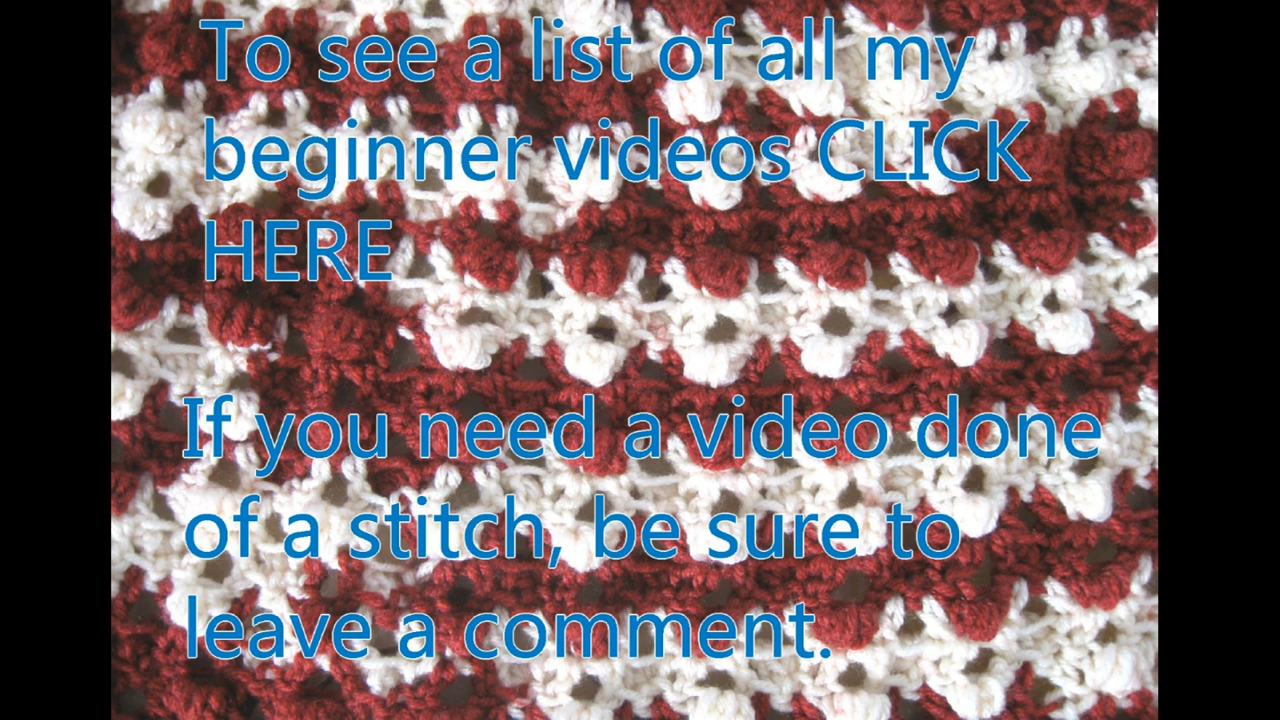 To see a list of all my
beginner videos CLICK
HERE
If you need a video done
of a stitch, be sure to
leave a comment.